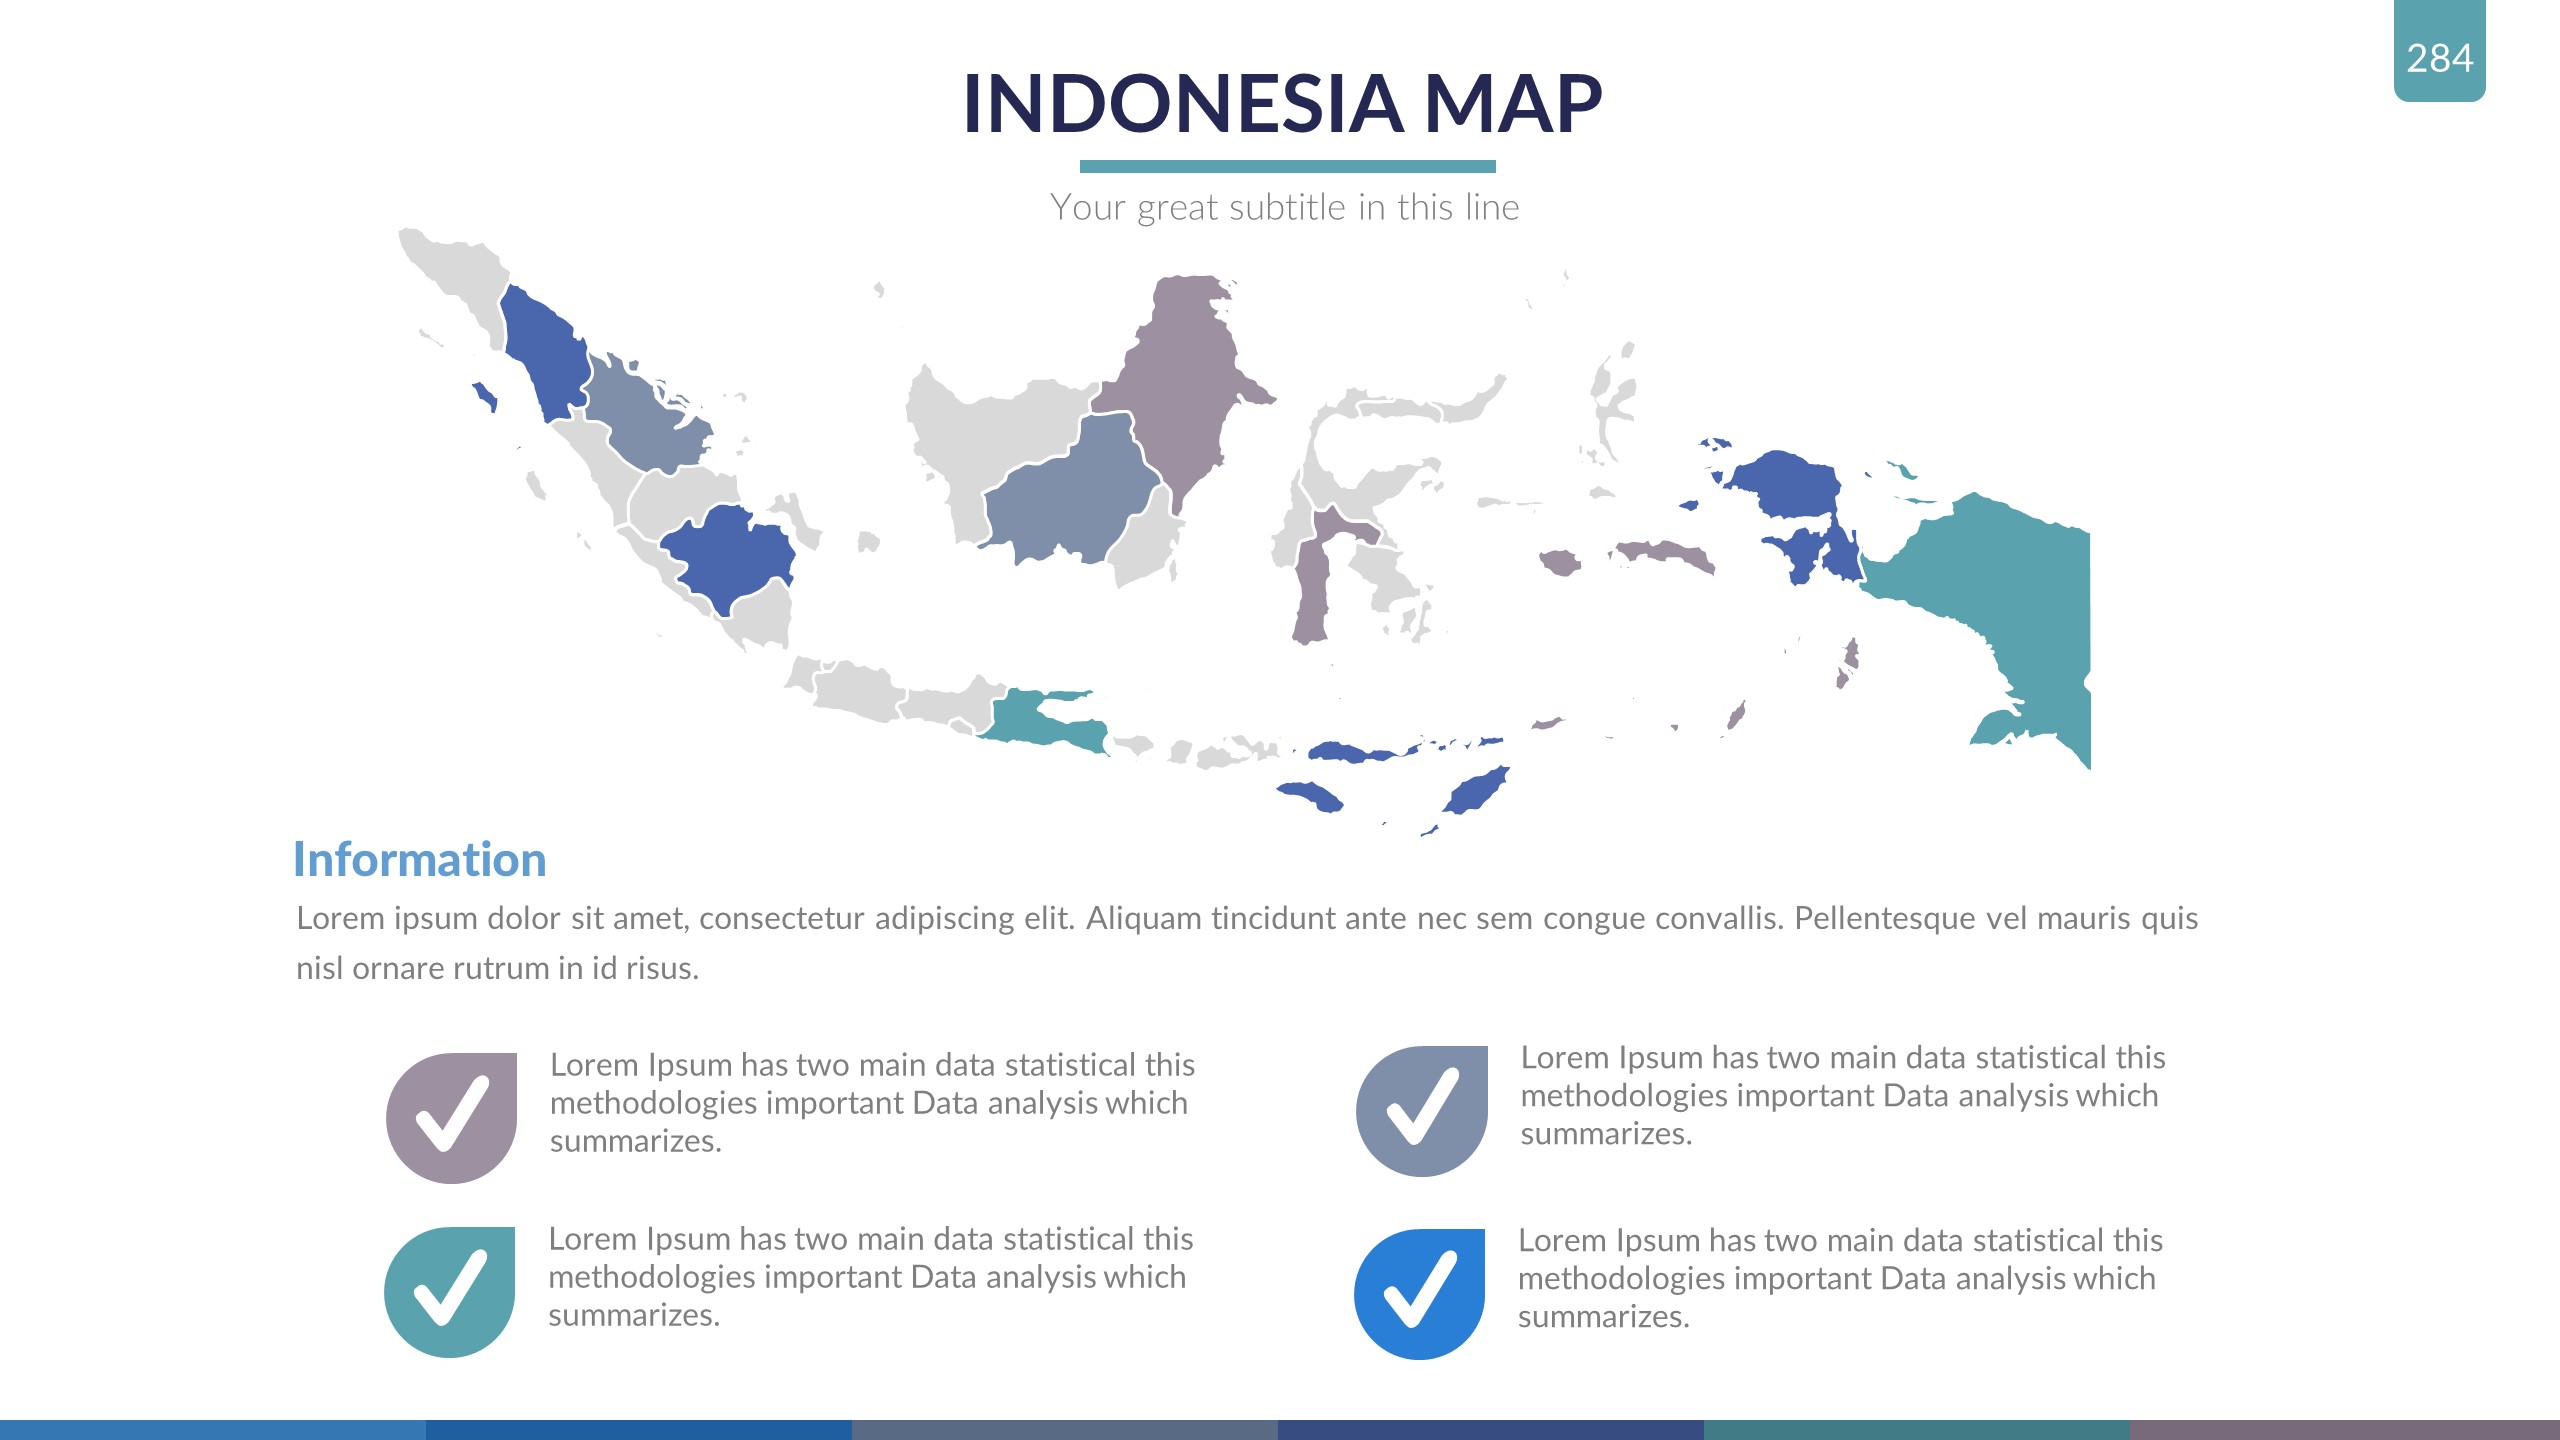 284
INDONESIA MAP
Your great subtitle in this line
Information
Lorem ipsum dolor sit amet, consectetur adipiscing elit. Aliquam tincidunt ante nec sem congue convallis. Pellentesque vel mauris quis
nisl ornare rutrum in id risus.
Lorem Ipsum has two main data statistical this
methodologies important Data analysis which
summarizes.
Lorem Ipsum has two main data statistical this
methodologies important Data analysis which
summarizes.
Lorem Ipsum has two main data statistical this
methodologies important Data analysis which
summarizes.
Lorem Ipsum has two main data statistical this
methodologies important Data analysis which
summarizes.